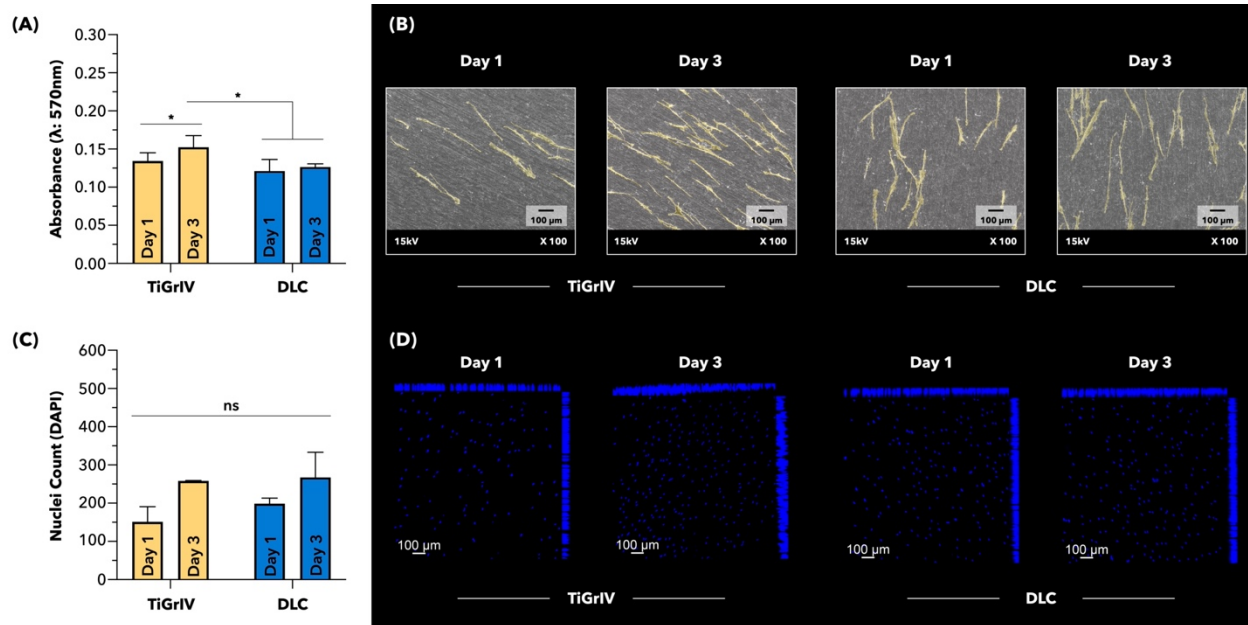 (A)
0.30
0.25
0.20
0.15
0.10
0.05
0.00
Absorbance (λ: 570nm)
*
*
Day 1
Day 3
Day 1
Day 3
TiGrIV
DLC
(B)
Day 1
Day 3
Day 1
Day 3
100 µm
100 µm
100 µm
100 µm
15kV
X 100
15kV
X 100
15kV
X 100
15kV
X 100
TiGrIV
DLC
(C)
600
500
400
300
200
100
0
Nuclei Count (DAPI)
ns
Day 1
Day 3
Day 1
Day 3
TiGrIV
DLC
(D)
Day 1
Day 3
Day 1
Day 3
100 µm
100 µm
100 µm
100 µm
TiGrIV
DLC